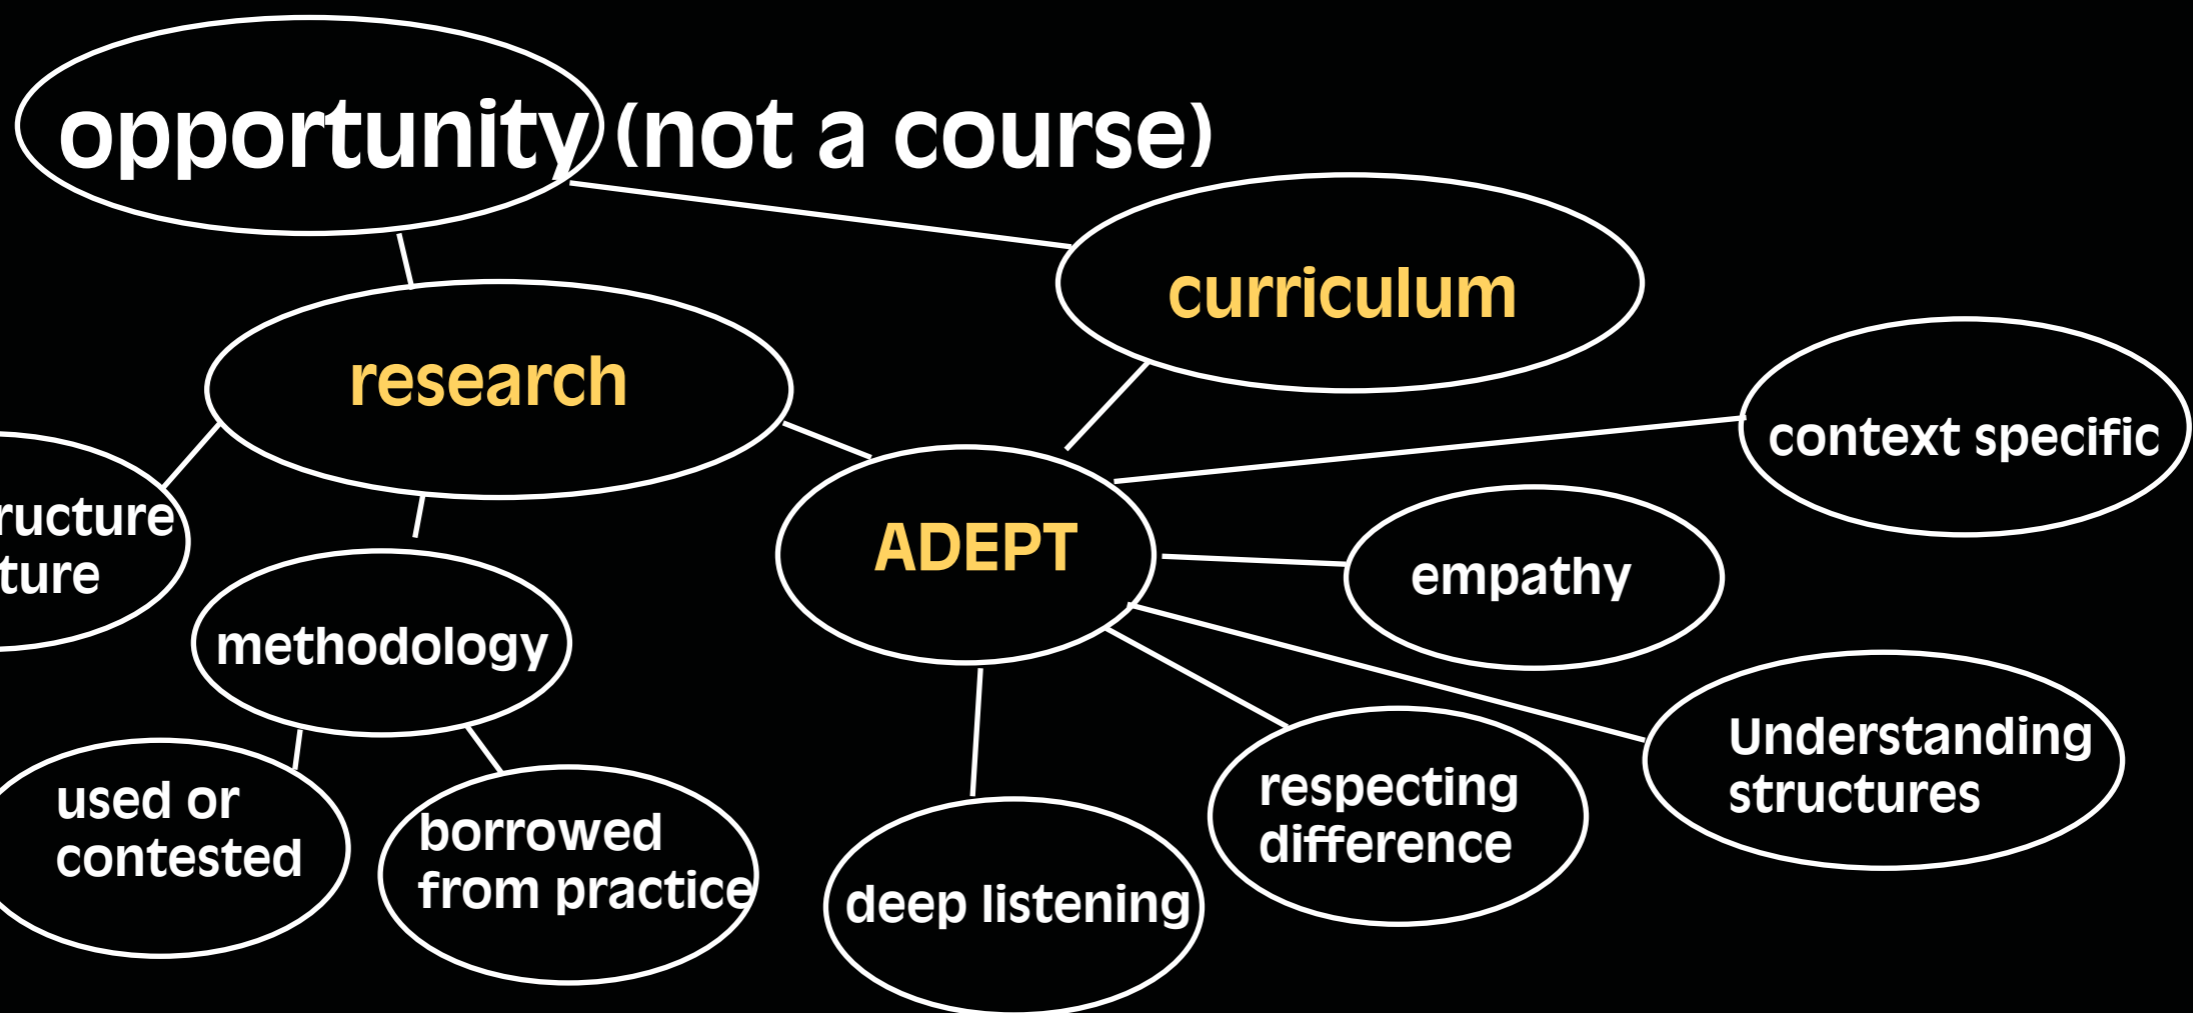 opportunity (not a course)
curriculum
research
context specific
ADEPT
ructure
ture
empathy
methodology
Understanding
structures
respecting
difference
used or
contested
borrowed
from practice
deep listening